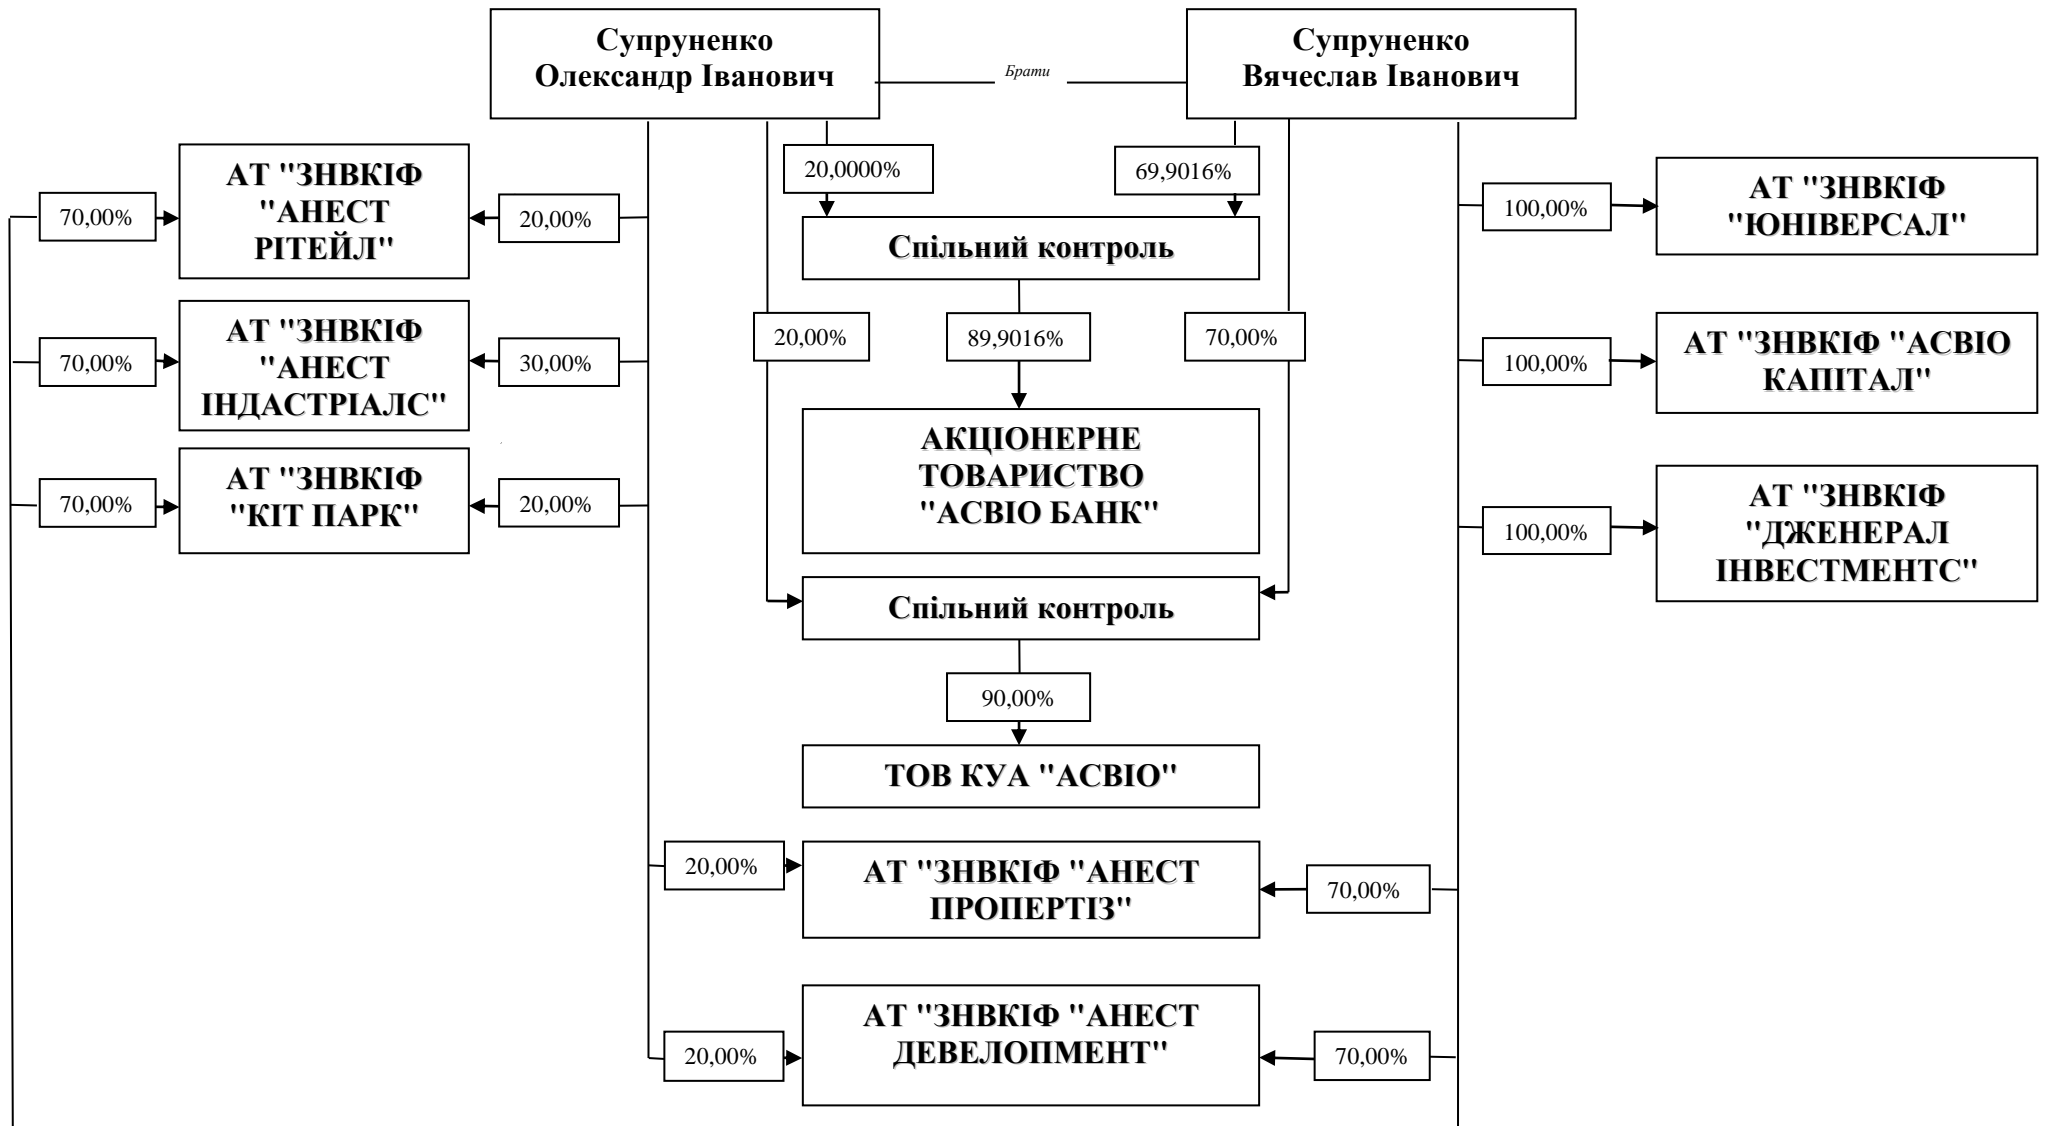 Супруненко
Олександр Іванович
Брати
Супруненко
Вячеслав Іванович
20,0000%
69,9016%
70,00%
АТ "ЗНВКІФ
"АНЕСТ
РІТЕЙЛ"
20,00%
Спільний контроль
100,00%
АТ "ЗНВКІФ
"ЮНІВЕРСАЛ"
70,00%
АТ "ЗНВКІФ
"АНЕСТ
ІНДАСТРІАЛС"
30,00%
20,00%
89,9016%
70,00%
100,00%
АТ "ЗНВКІФ "АСВІО
КАПІТАЛ"
70,00%
АТ "ЗНВКІФ
"КІТ ПАРК"
20,00%
АКЦІОНЕРНЕ
ТОВАРИСТВО
"АСВІО БАНК"
100,00%
АТ "ЗНВКІФ
"ДЖЕНЕРАЛ
ІНВЕСТМЕНТС"
Спільний контроль
90,00%
ТОВ КУА "АСВІО"
20,00%
АТ "ЗНВКІФ "АНЕСТ
ПРОПЕРТІЗ"
70,00%
20,00%
АТ "ЗНВКІФ "АНЕСТ
ДЕВЕЛОПМЕНТ"
70,00%